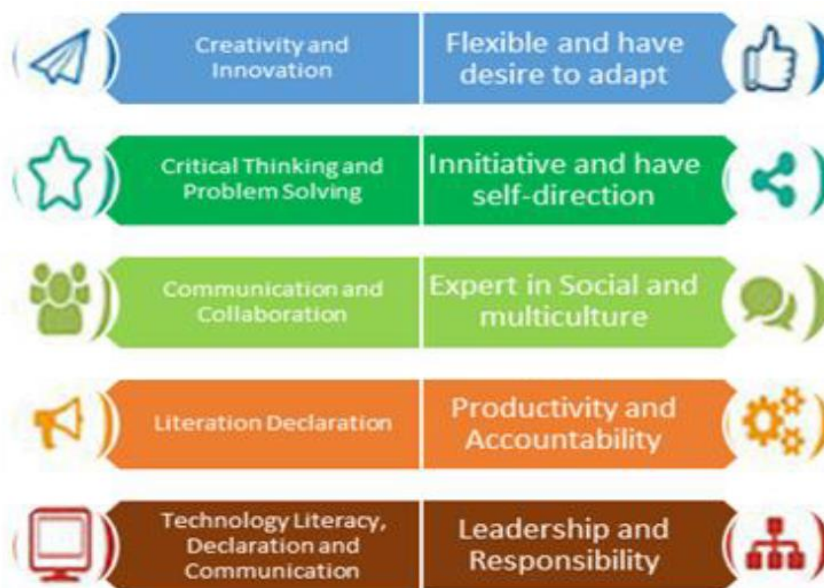 Creativity and
Innovation
Flexible and have
desire to adapt
Critical Thinking and
Problem Solving
Innitiative and have
self-direction
Communication and
Collaboration
Expert in Social and
multiculture
Literation Declaration
Productivity and
Accountability
Technology Literacy,
Declaration and
Communication
Leadership and
Responsibility